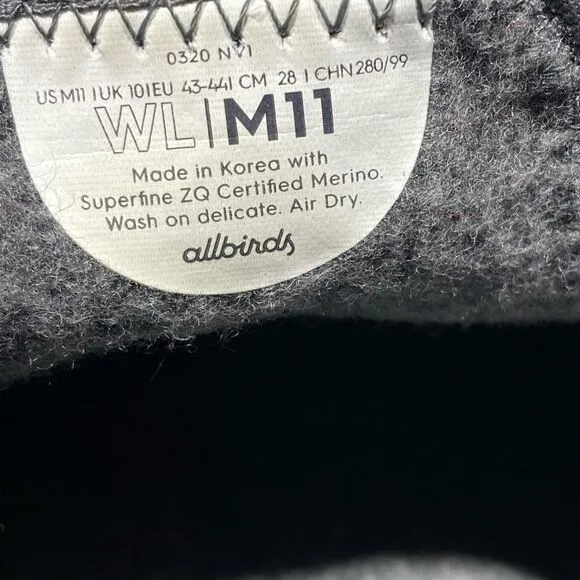 0320 NV1
US M11 | UK 10 | EU 43-44 | CM 28 | CHN 280/99
WL | M11
Made in Korea with
Superfine ZQ Certified Merino.
Wash on delicate. Air Dry.
allbirds